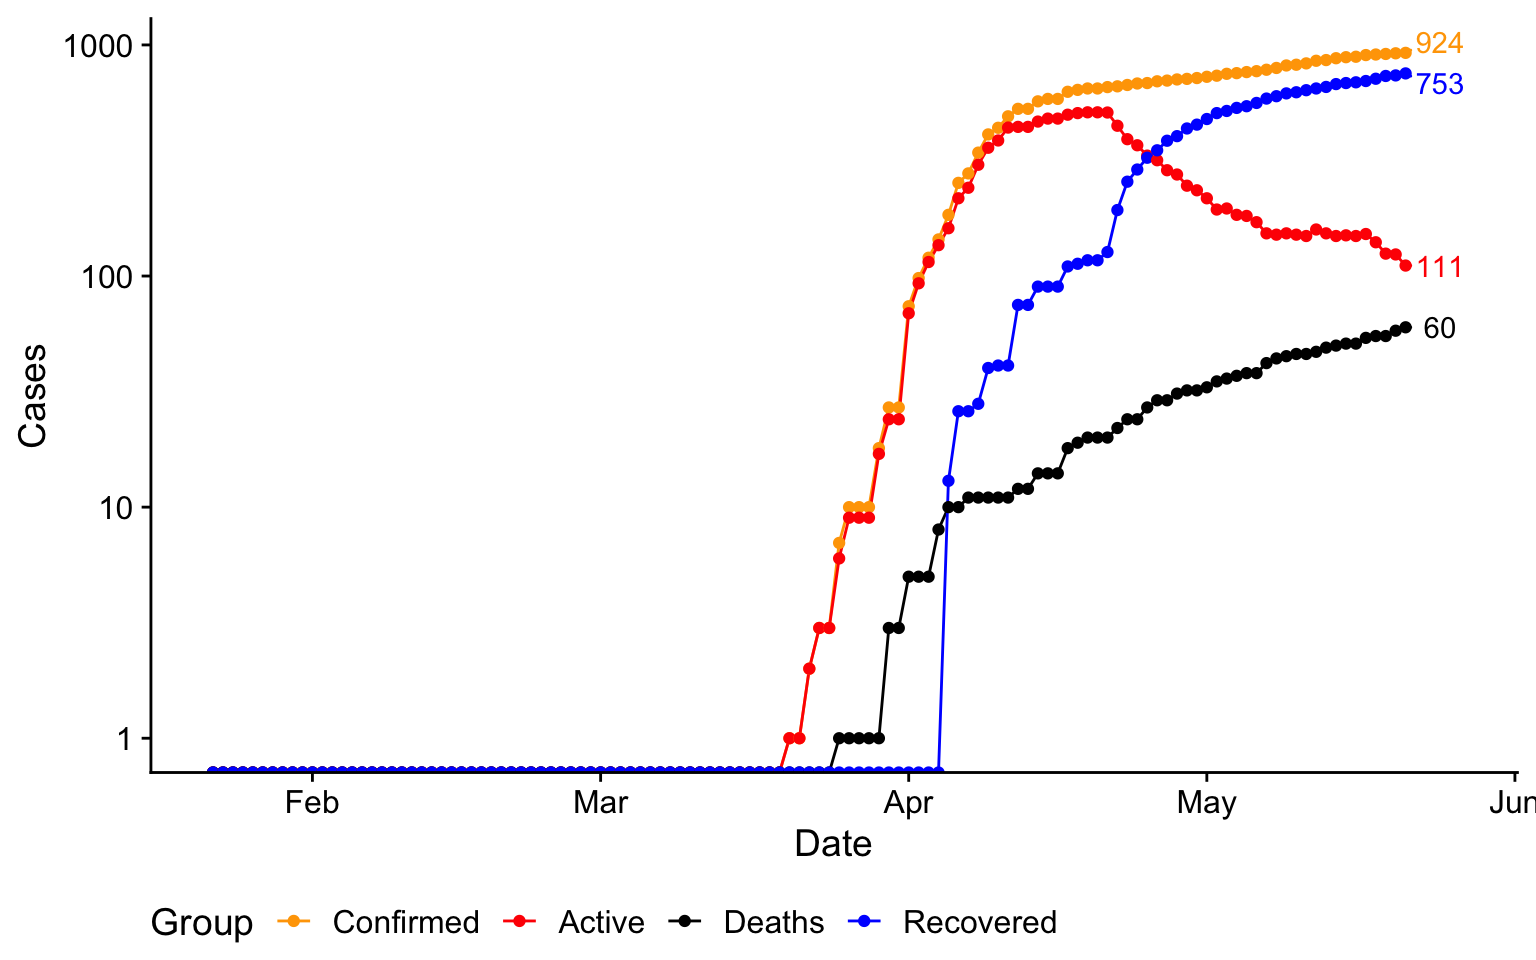 1000
100
10
1
Cases
924
753
111
60
Feb Mar Apr May Jun
Date
Group Confirmed Active Deaths Recovered